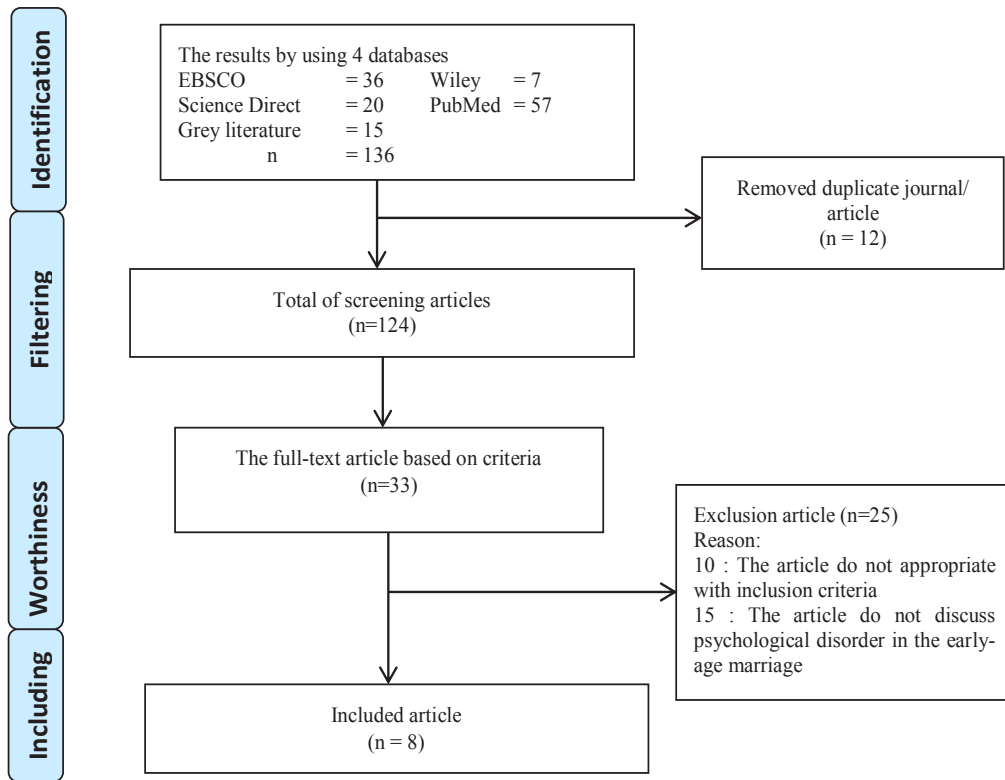 Identification
The results by using 4 databases
EBSCO = 36 Wiley = 7
Science Direct = 20 PubMed = 57
Grey literature = 15
n = 136
Removed duplicate journal/
article
(n = 12)
Filtering
Total of screening articles
(n=124)
Worthiness
The full-text article based on criteria
(n=33)
Exclusion article (n=25)
Reason:
10 : The article do not appropriate
with inclusion criteria
15 : The article do not discuss
psychological disorder in the early-
age marriage
Including
Included article
(n = 8)